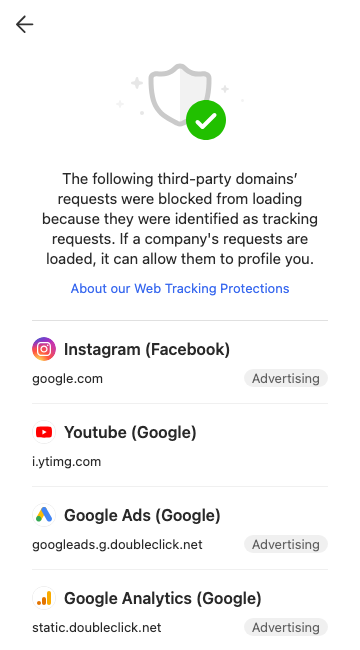 The following third-party domains’
requests were blocked from loading
because they were identified as tracking
requests. If a company's requests are
loaded, it can allow them to profile you.
About our Web Tracking Protections
Instagram (Facebook)
google.com
Advertising
Youtube (Google)
i.ytimg.com
Google Ads (Google)
googleads.g.doubleclick.net
Advertising
Google Analytics (Google)
static.doubleclick.net
Advertising